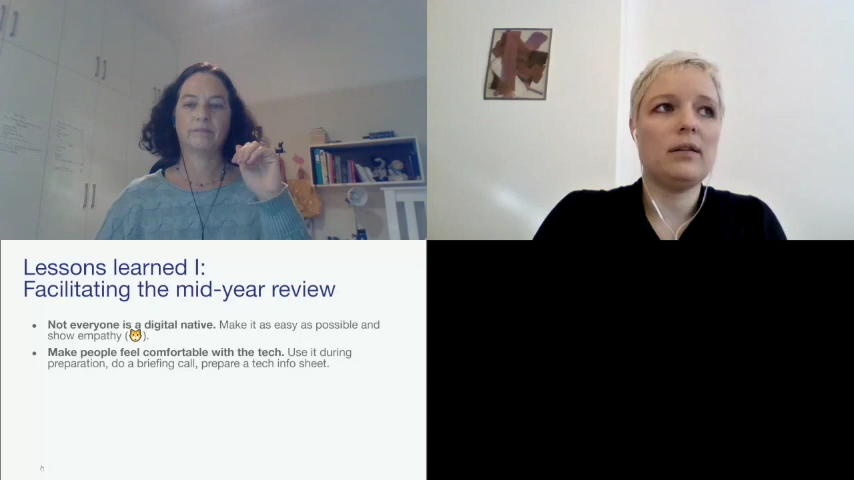 Lessons learned I:
Facilitating the mid-year review
• Not everyone is a digital native. Make it as easy as possible and
show empathy (🐱).
• Make people feel comfortable with the tech. Use it during
preparation, do a briefing call, prepare a tech info sheet.